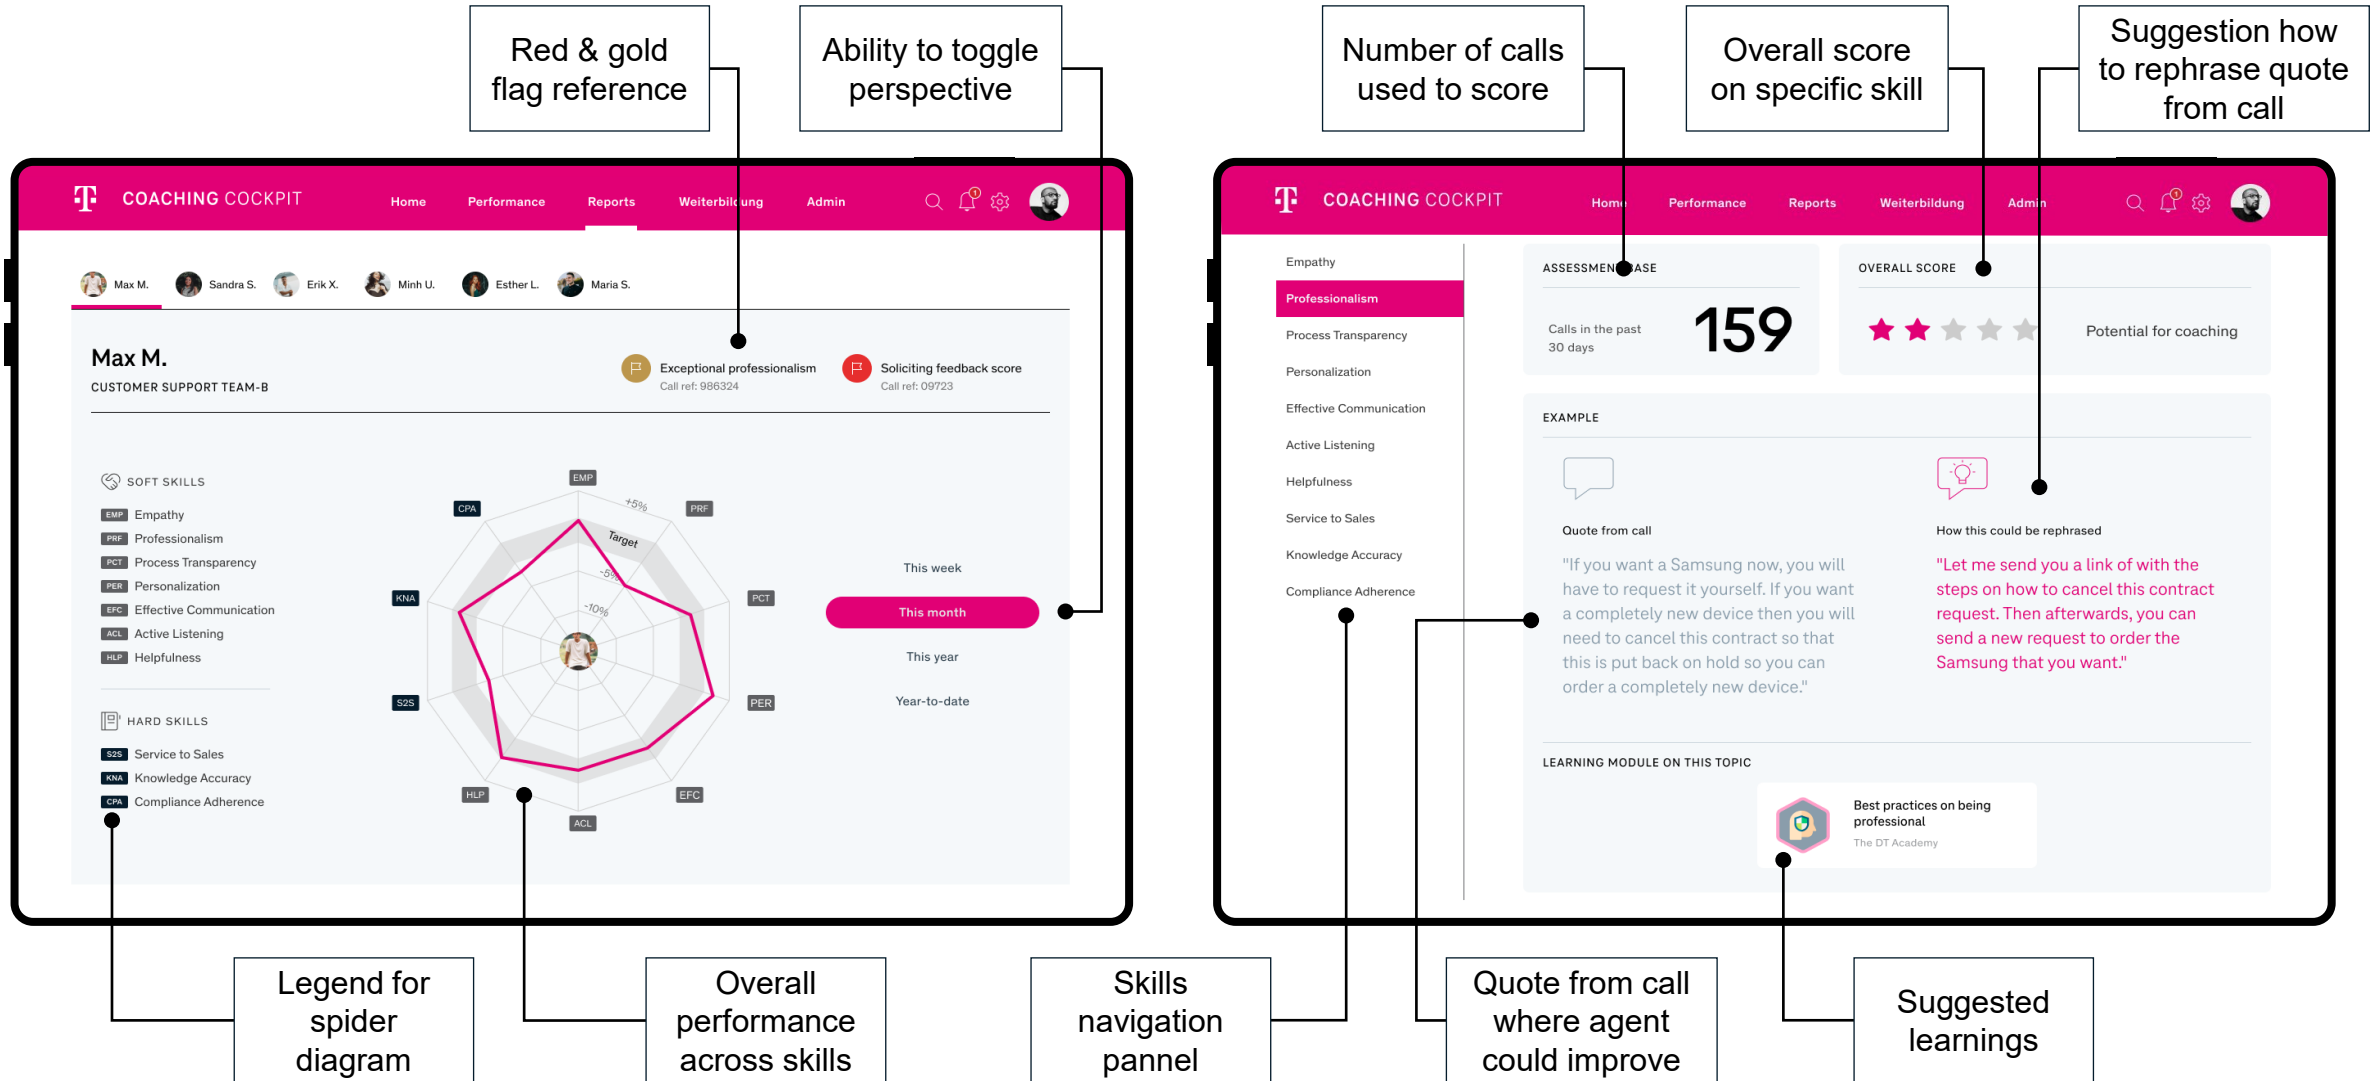 Red & gold
flag reference
Ability to toggle
perspective
Number of calls
used to score
Overall score
on specific skill
Suggestion how
to rephrase quote
from call
T COACHING COCKPIT
Home Performance Reports Weiterbildung Admin
1
Max M. Sandra S. Erik X. Minh U. Esther L. Maria S.
Max M.
CUSTOMER SUPPORT TEAM-B
Exceptional professionalism
Call ref: 986324
Soliciting feedback score
Call ref: 09723
SOFT SKILLS
EMP Empathy
PRF Professionalism
PCT Process Transparency
PER Personalization
EFC Effective Communication
ACL Active Listening
HLP Helpfulness
HARD SKILLS
S2S Service to Sales
KNA Knowledge Accuracy
CPA Compliance Adherence
EMP
CPA
PRF
+5%
Target
-5%
-10%
KNA
PCT
S2S
PER
HLP
EFC
ACL
This week
This month
This year
Year-to-date
T COACHING COCKPIT
Home Performance Reports Weiterbildung Admin
1
Empathy
Professionalism
Process Transparency
Personalization
Effective Communication
Active Listening
Helpfulness
Service to Sales
Knowledge Accuracy
Compliance Adherence
ASSESSMENT BASE
Calls in the past
30 days
159
OVERALL SCORE
Potential for coaching
EXAMPLE
Quote from call
"If you want a Samsung now, you will
have to request it yourself. If you want
a completely new device then you will
need to cancel this contract so that
this is put back on hold so you can
order a completely new device."
How this could be rephrased
"Let me send you a link of with the
steps on how to cancel this contract
request. Then afterwards, you can
send a new request to order the
Samsung that you want."
LEARNING MODULE ON THIS TOPIC
Best practices on being
professional
The DT Academy
Legend for
spider
diagram
Overall
performance
across skills
Skills
navigation
pannel
Quote from call
where agent
could improve
Suggested
learnings